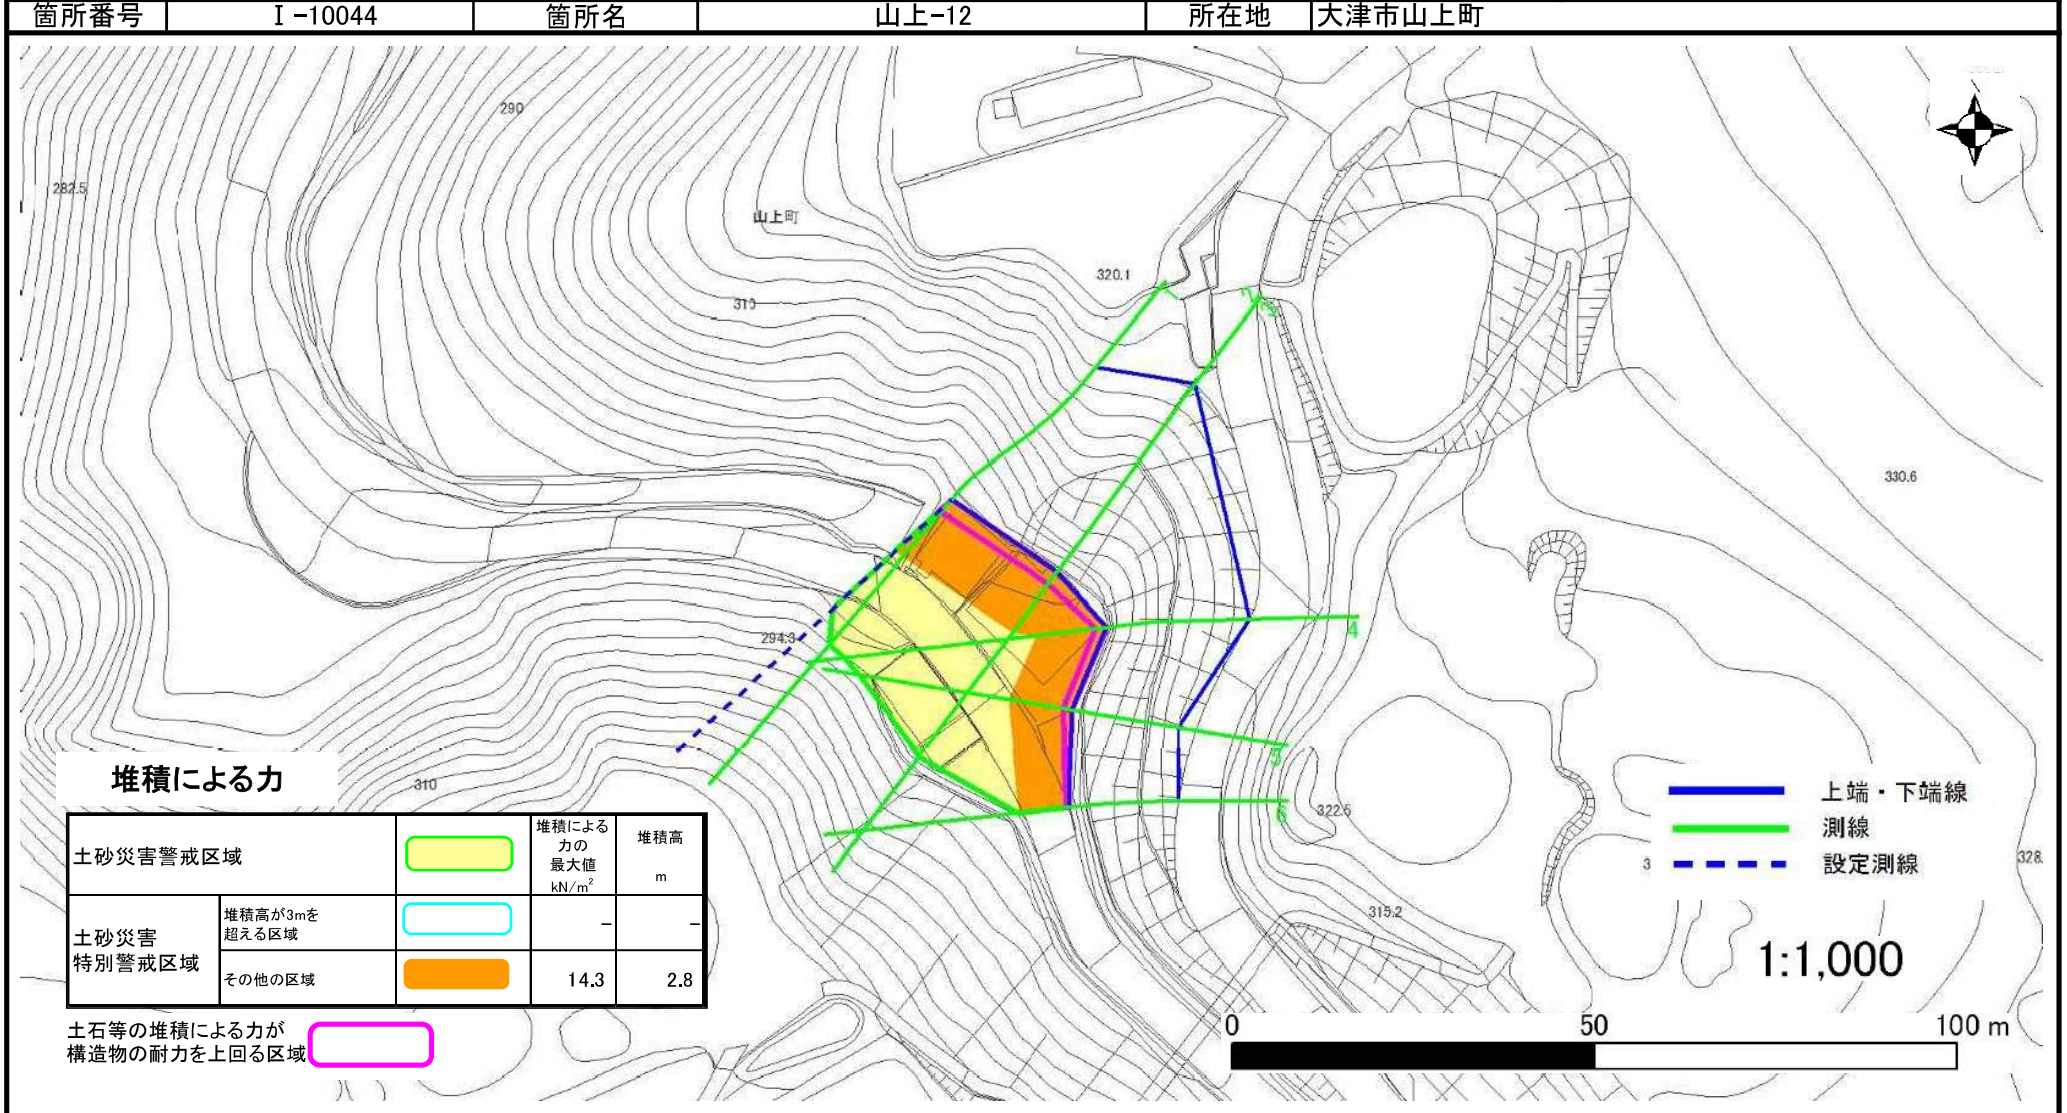 箇所番号 Ⅰ-10044 箇所名 山上-12 所在地 大津市山上町
290
282.5
山上町
320.1
310
1
2
3
330.6
294.3
4
5
6
310
322.5
328.
3
315.2
堆積による力
土砂災害警戒区域
堆積による
力の
最大値
kN/m²
堆積高
m
土砂災害
特別警戒区域
堆積高が3mを
超える区域
- -
その他の区域 14.3 2.8
土石等の堆積による力が
構造物の耐力を上回る区域
上端・下端線
測線
設定測線
1:1,000
0 50 100 m